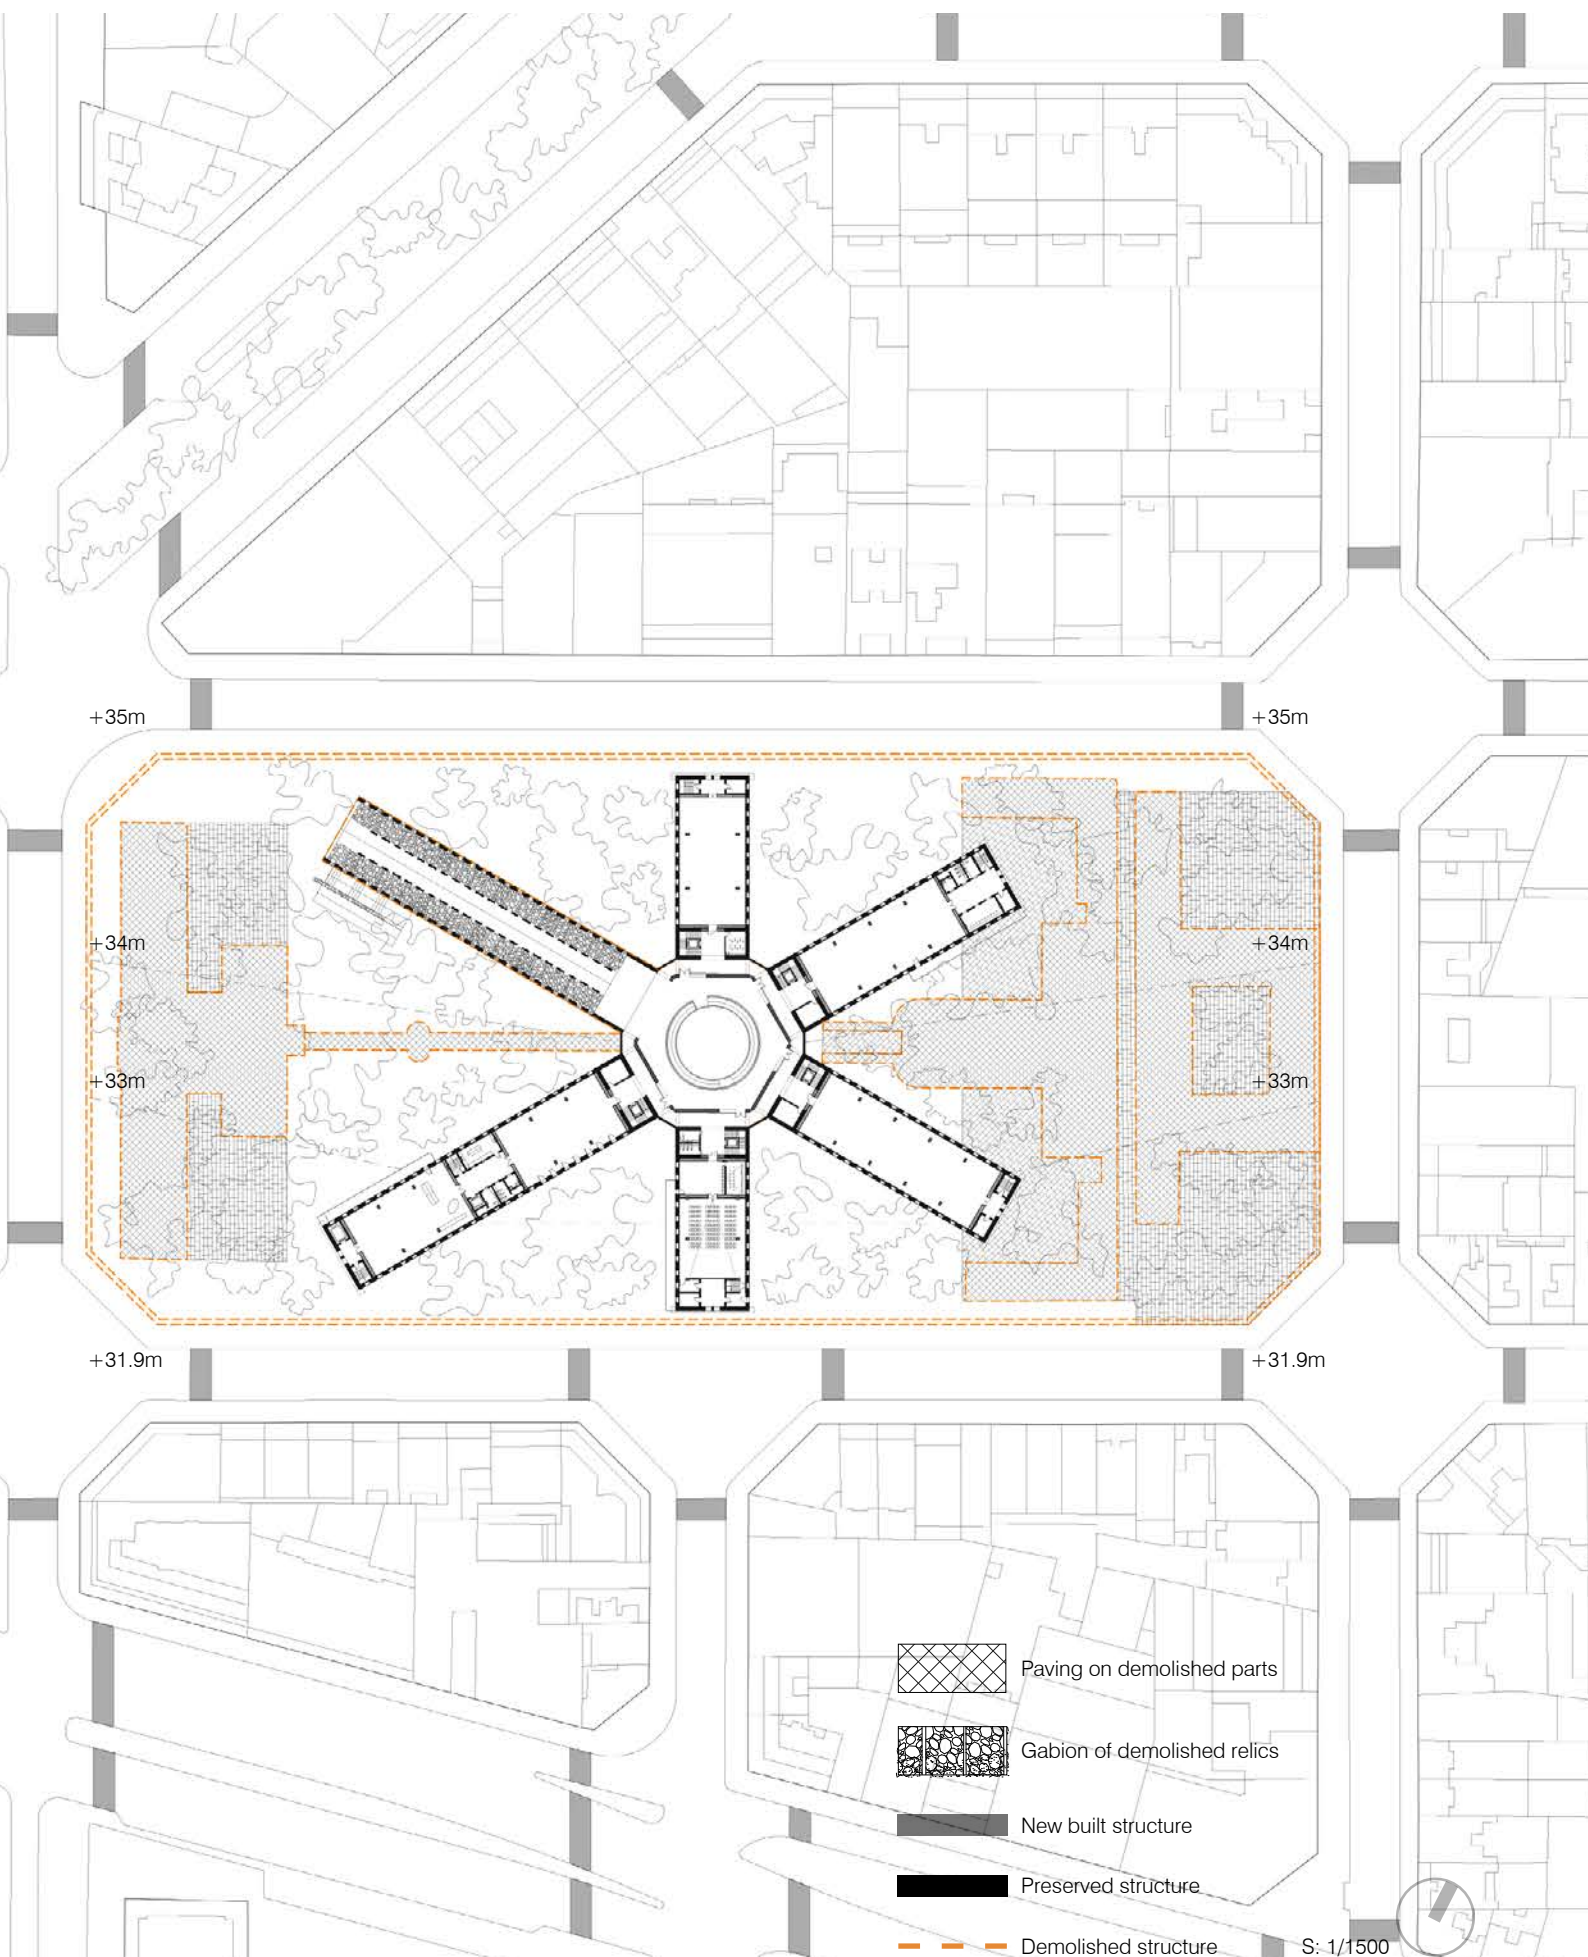 +35m
+35m
+34m
+34m
+33m
+33m
+31.9m
+31.9m
Paving on demolished parts
Gabion of demolished relics
New built structure
Preserved structure
Demolished structure
S: 1/1500